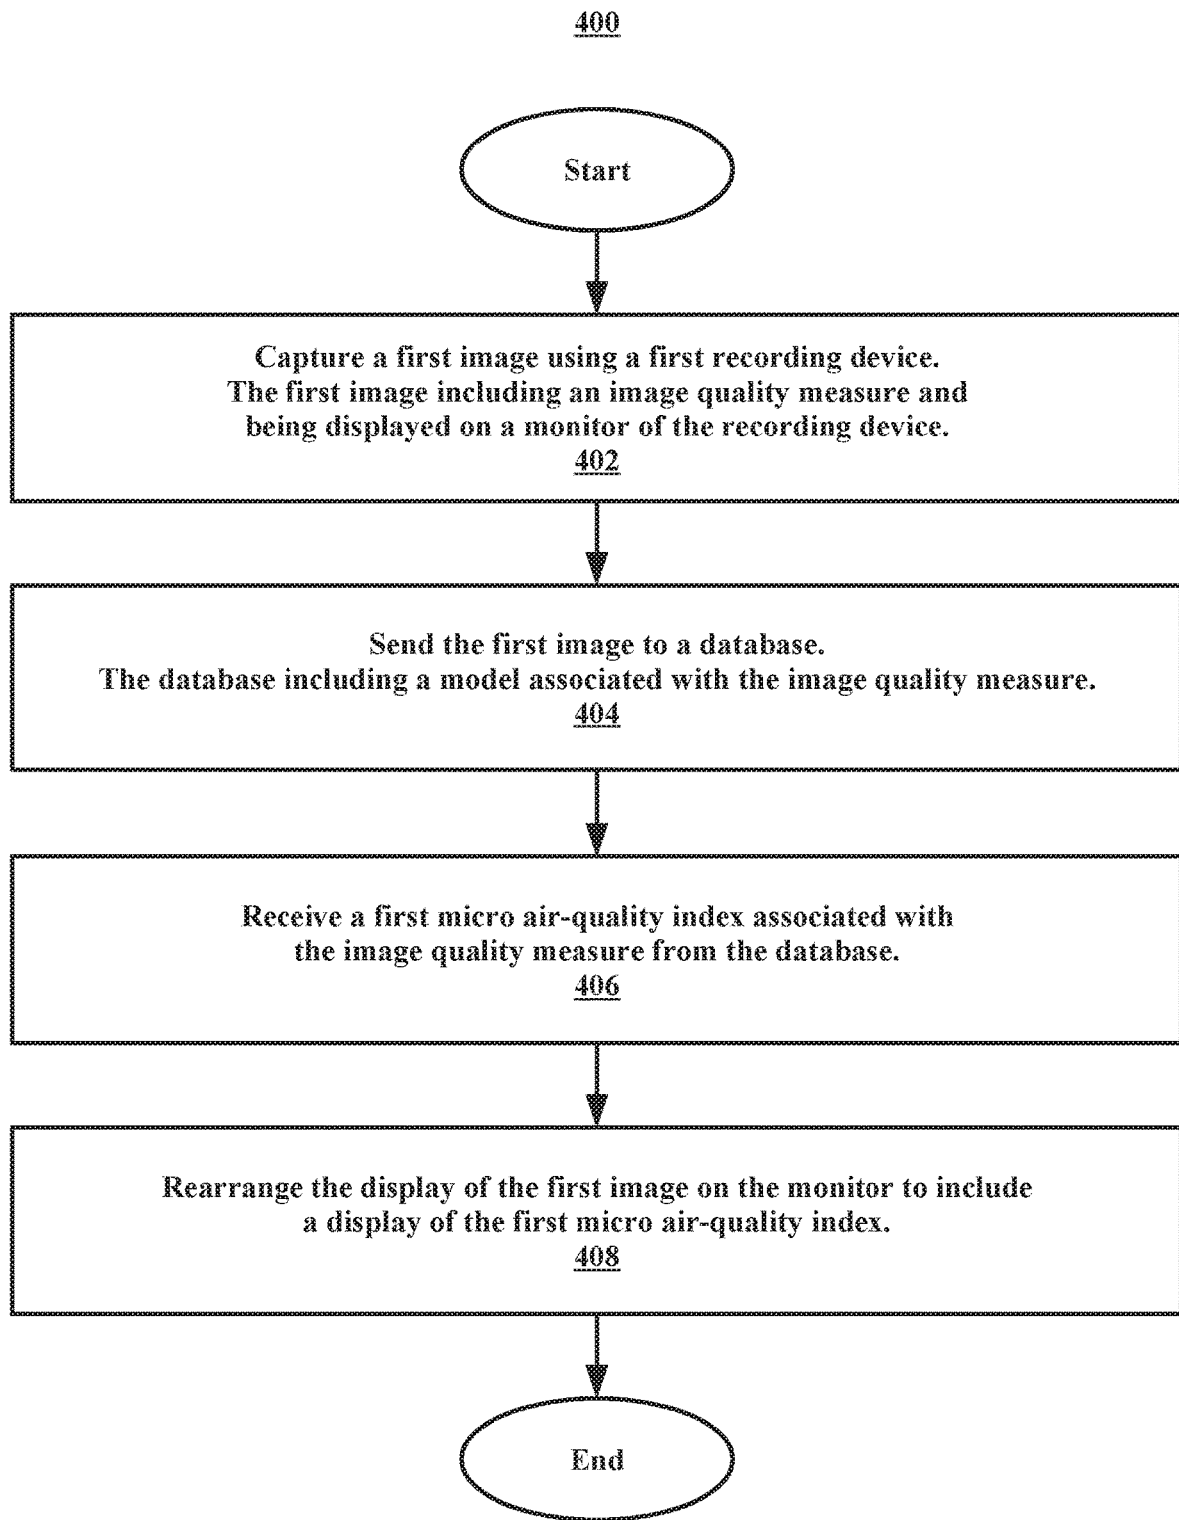 400
Start
Capture a first image using a first recording device.
The first image including an image quality measure and
being displayed on a monitor of the recording device.
402
Send the first image to a database.
The database including a model associated with the image quality measure.
404
Receive a first micro air-quality index associated with
the image quality measure from the database.
406
Rearrange the display of the first image on the monitor to include
a display of the first micro air-quality index.
408
End